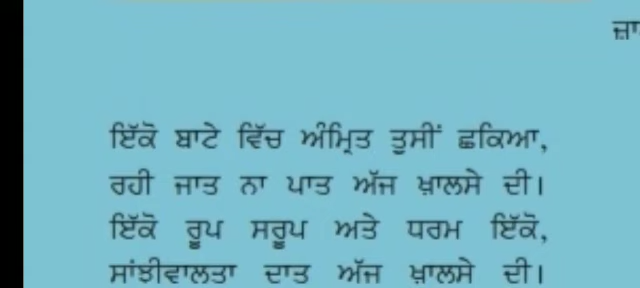 ਜ਼ਾ
ਇੱਕੋ ਬਾਟੇ ਵਿੱਚ ਅੰਮ੍ਰਿਤ ਤੁਸੀਂ ਛਕਿਆ,
ਰਹੀ ਜਾਤ ਨਾ ਪਾਤ ਅੱਜ ਖ਼ਾਲਸੇ ਦੀ।
ਇੱਕੋ ਰੂਪ ਸਰੂਪ ਅਤੇ ਧਰਮ ਇੱਕੋ,
ਸਾਂਝੀਵਾਲਤਾ ਦਾਤ ਅੱਜ ਖ਼ਾਲਸੇ ਦੀ।